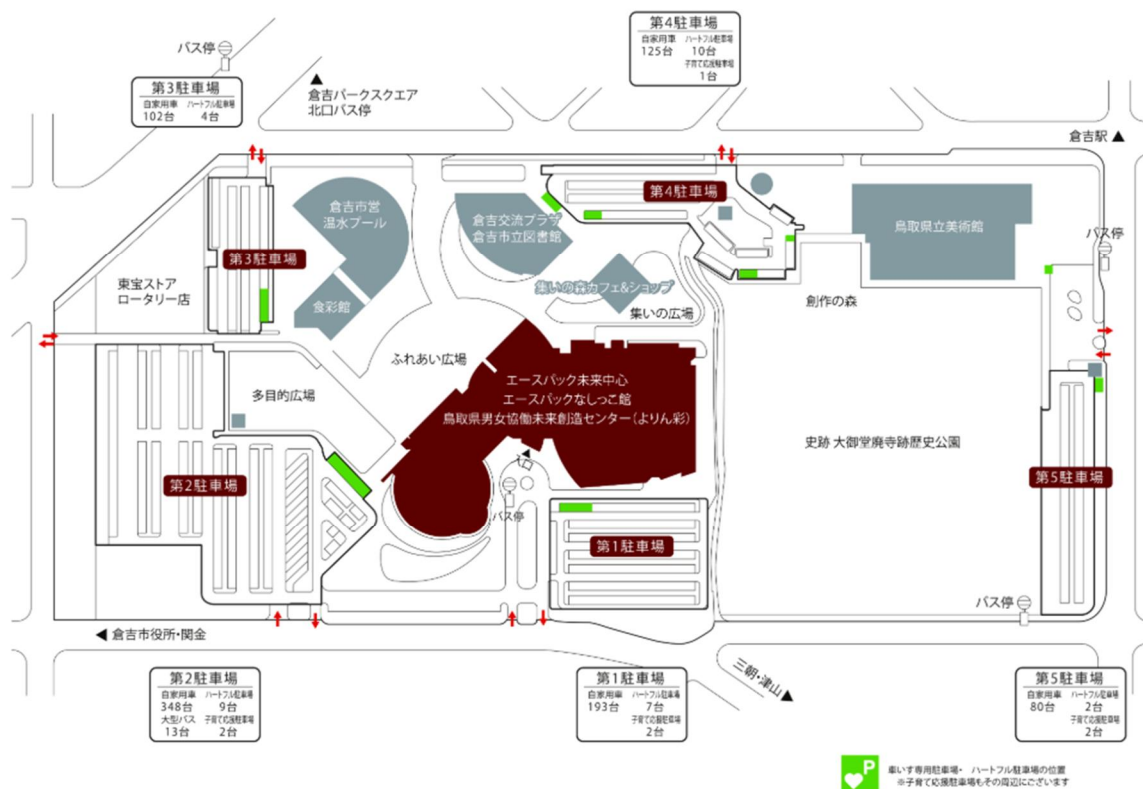 第4駐車場
自家用車 ハートフル駐車場
125台 10台
子育て応援駐車場
1台
バス停
第3駐車場
自家用車 ハートフル駐車場
102台 4台
▲
倉吉パークスクエア
北口バス停
倉吉駅 ▲
倉吉市営
温水プール
倉吉交流プラザ
倉吉市立図書館
第4駐車場
鳥取県立美術館
バス停
第3駐車場
東宝ストア
ロータリー店
食彩館
集いの森カフェ&ショップ
集いの広場
創作の森
ふれあい広場
多目的広場
エースパック未来中心
エースパックなしっこ館
鳥取県男女協働未来創造センター(よりん彩)
史跡 大御堂廃寺跡歴史公園
第2駐車場
第5駐車場
バス停
第1駐車場
バス停
◀ 倉吉市役所・関金
三朝・津山▶
第2駐車場
自家用車 ハートフル駐車場
348台 9台
大型バス 子育て応援駐車場
13台 2台
第1駐車場
自家用車 ハートフル駐車場
193台 7台
子育て応援駐車場
2台
第5駐車場
自家用車 ハートフル駐車場
80台 2台
子育て応援駐車場
2台
P
車いす専用駐車場・ ハートフル駐車場の位置
※子育て応援駐車場もその周辺にございます